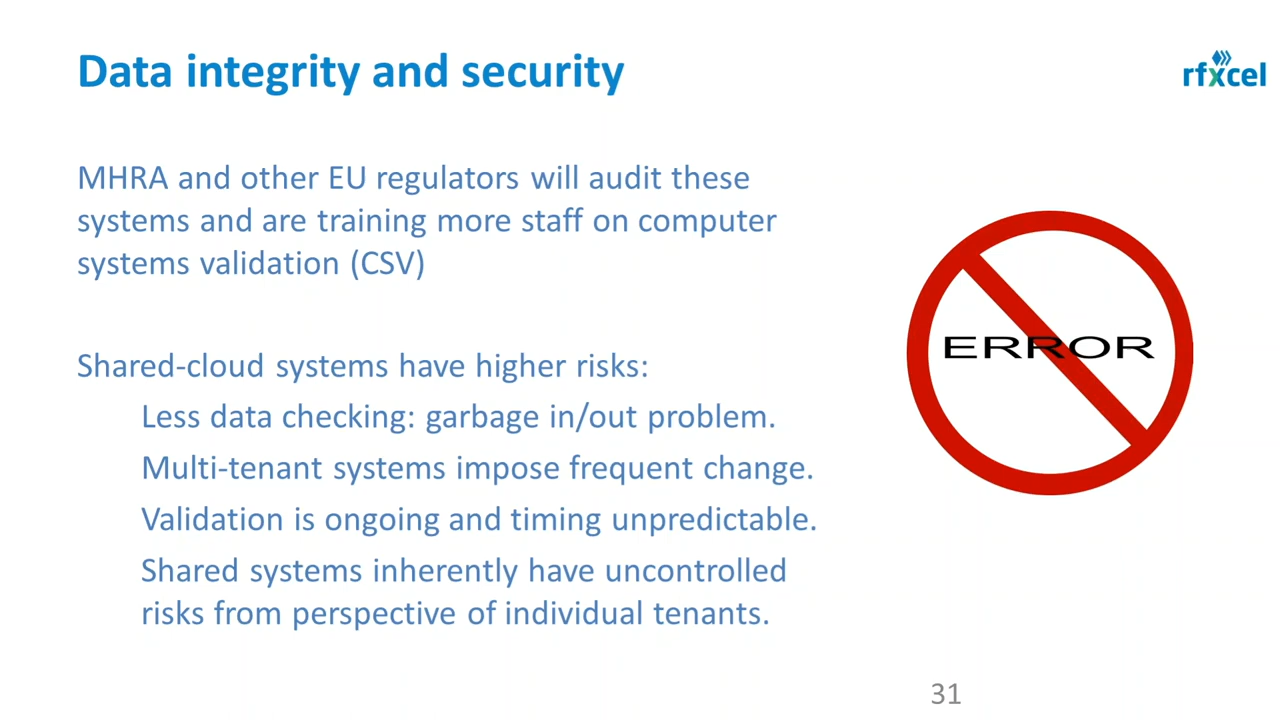 Data integrity and security
rfxcel
MHRA and other EU regulators will audit these
systems and are training more staff on computer
systems validation (CSV)
ERROR
Shared-cloud systems have higher risks:
Less data checking: garbage in/out problem.
Multi-tenant systems impose frequent change.
Validation is ongoing and timing unpredictable.
Shared systems inherently have uncontrolled
risks from perspective of individual tenants.
31